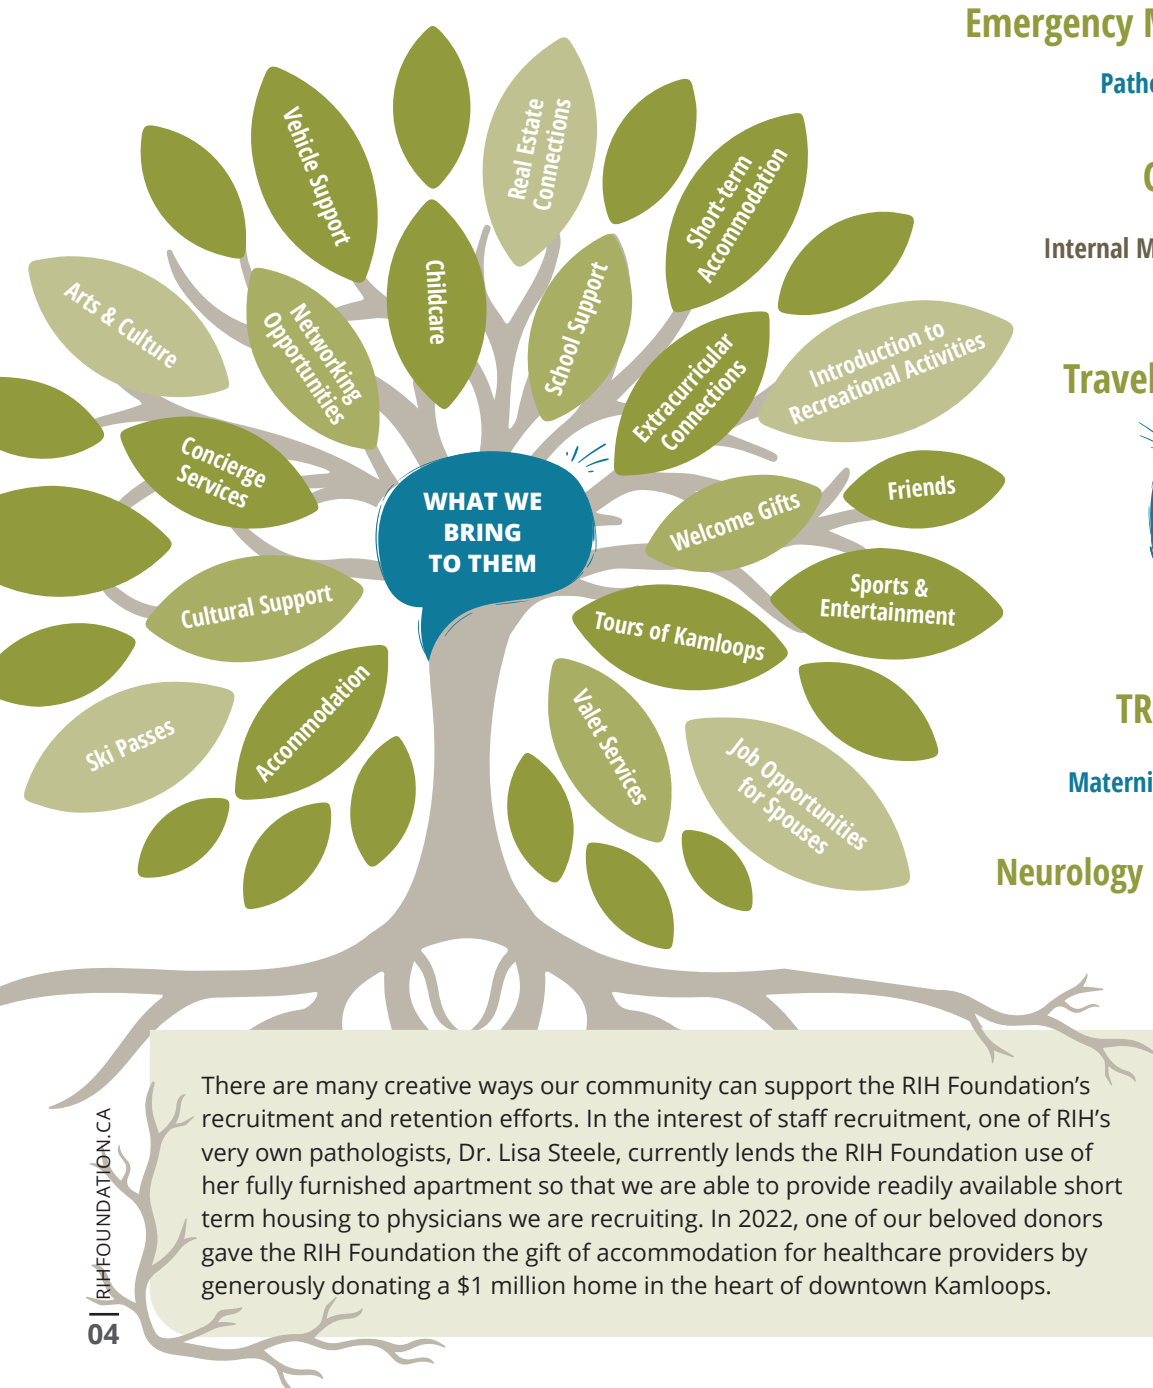 Emergency
Vehicle Support
Real Estate
Connections
Short-term
Accommodation
Internal
Arts & Culture
Networking
Opportunities
Childcare
School Support
Extracurricular
Connections
Introduction to
Recreational Activities
Concierge
Services
WHAT WE
BRING
TO THEM
Welcome Gifts
Friends
Cultural Support
Sports &
Entertainment
Tours of Kamloops
Ski Passes
Accommodation
Valet Services
Job Opportunities
for Spouses
Neurology
There are many creative ways our community can support the RIH Foundation’s
recruitment and retention efforts. In the interest of staff recruitment, one of RIH’s
very own pathologists, Dr. Lisa Steele, currently lends the RIH Foundation use of
her fully furnished apartment so that we are able to provide readily available short
term housing to physicians we are recruiting. In 2022, one of our beloved donors
gave the RIH Foundation the gift of accommodation for healthcare providers by
generously donating a $1 million home in the heart of downtown Kamloops.
RIHFOUNDATION.CA
04